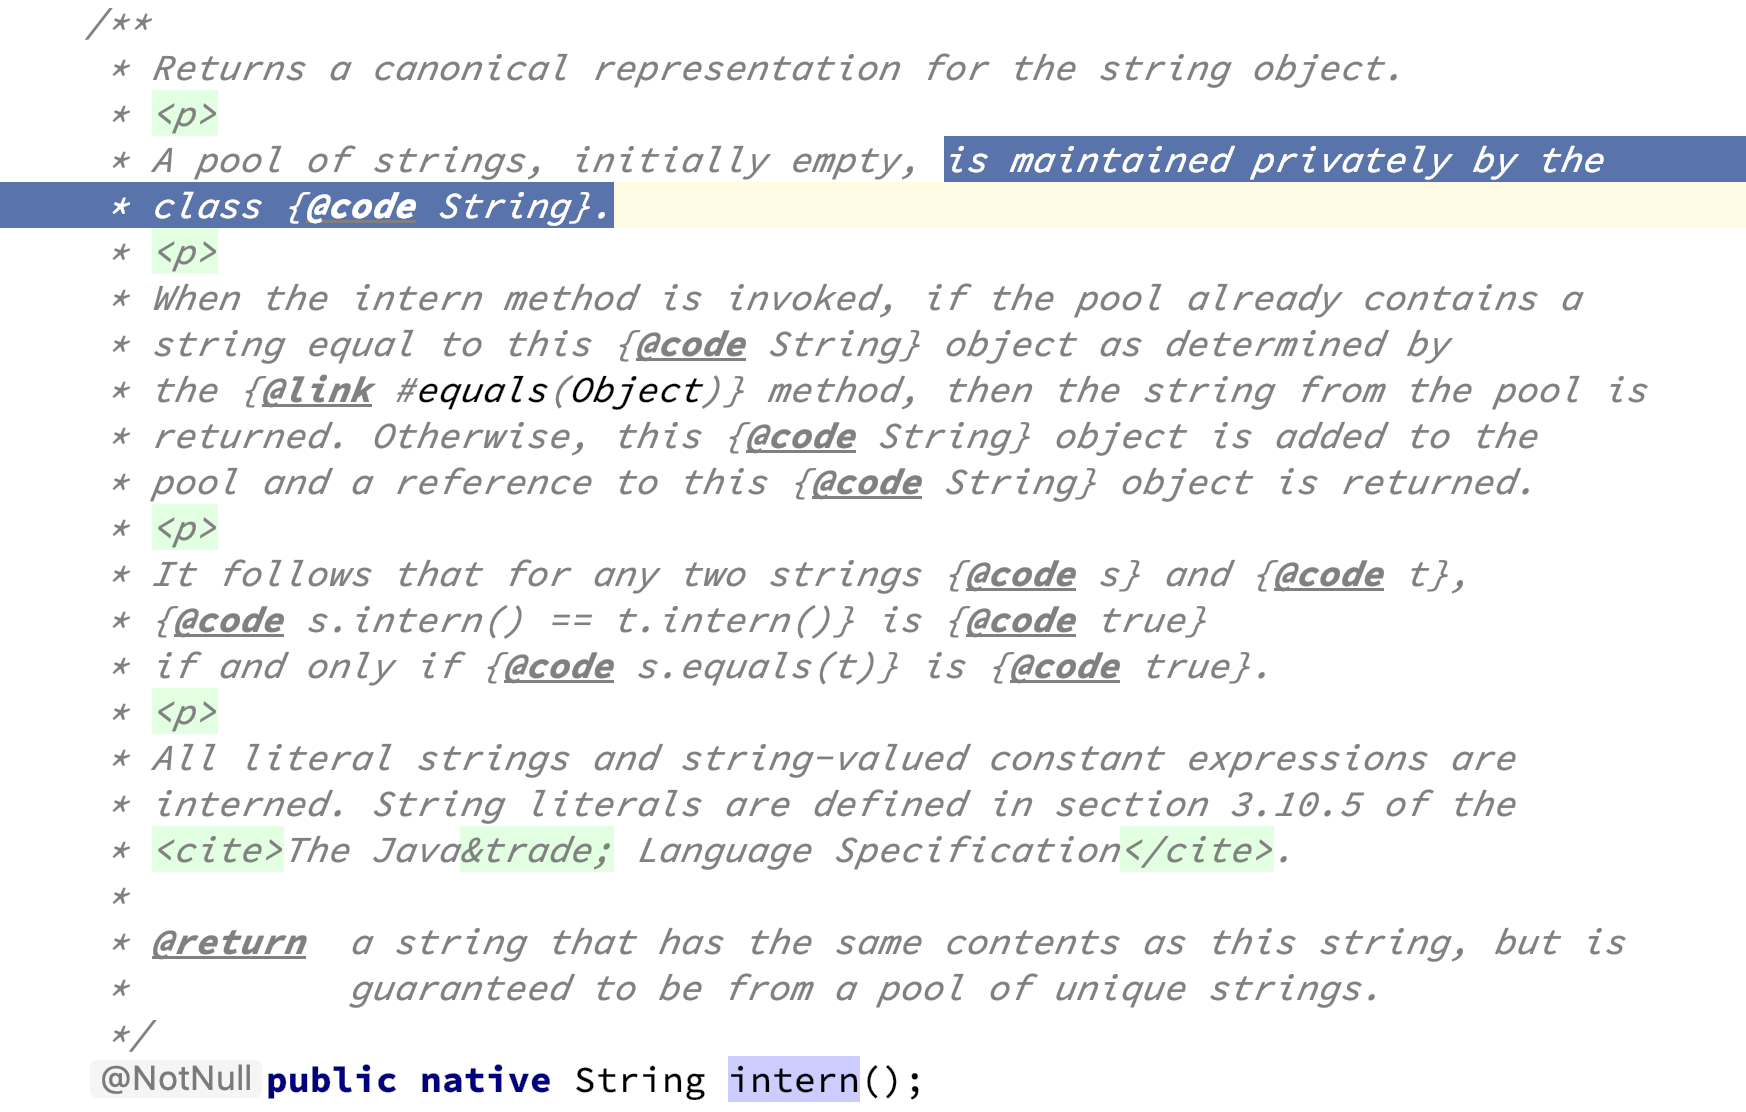 /**
* Returns a canonical representation for the string object.
* <p>
* A pool of strings, initially empty, is maintained privately by the
* class {@code String}.
* <p>
* When the intern method is invoked, if the pool already contains a
* string equal to this {@code String} object as determined by
* the {@link #equals(Object)} method, then the string from the pool is
* returned. Otherwise, this {@code String} object is added to the
* pool and a reference to this {@code String} object is returned.
* <p>
* It follows that for any two strings {@code s} and {@code t},
* {@code s.intern() == t.intern()} is {@code true}
* if and only if {@code s.equals(t)} is {@code true}.
* <p>
* All literal strings and string-valued constant expressions are
* interned. String literals are defined in section 3.10.5 of the
* <cite>The Java&trade; Language Specification</cite>.
*
* @return  a string that has the same contents as this string, but is
*          guaranteed to be from a pool of unique strings.
*/
@NotNull public native String intern();